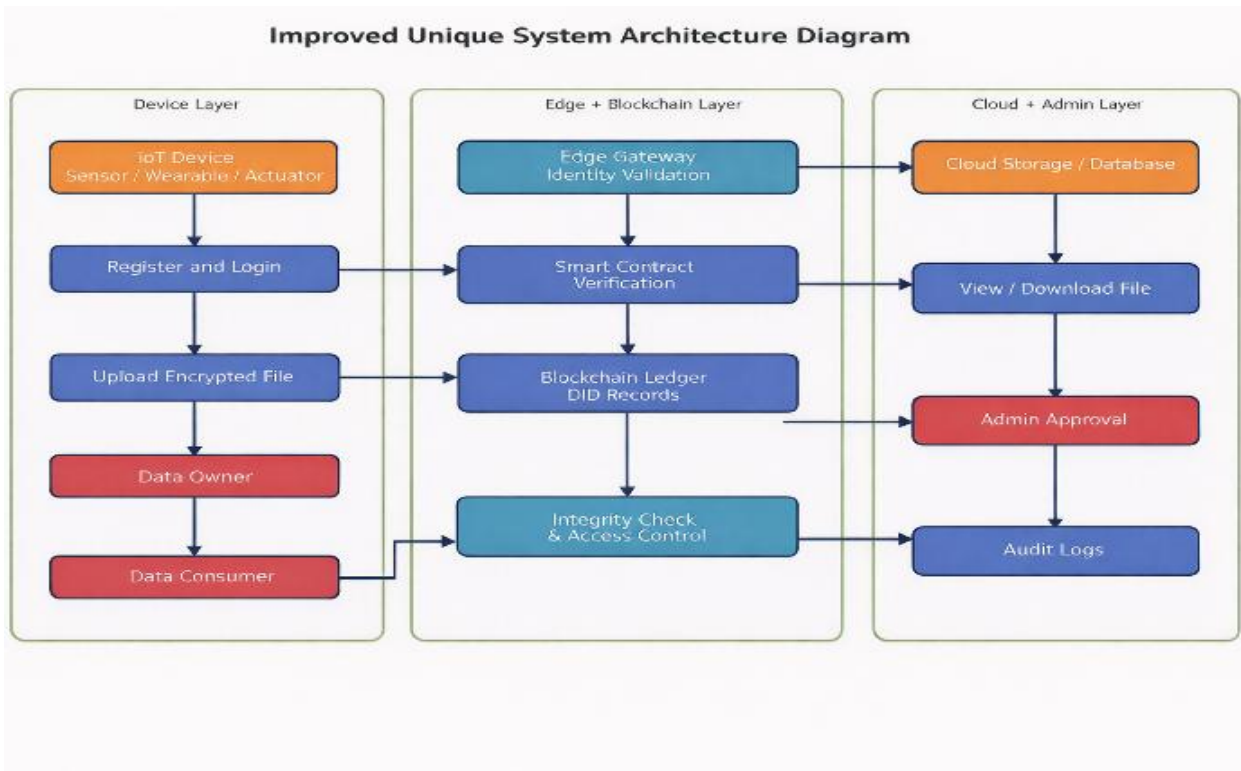 Improved Unique System Architecture Diagram
Device Layer
IoT Device
Sensor / Wearable / Actuator
Register and Login
Upload Encrypted File
Data Owner
Data Consumer
Edge + Blockchain Layer
Edge Gateway
Identity Validation
Smart Contract
Verification
Blockchain Ledger
DID Records
Integrity Check
& Access Control
Cloud + Admin Layer
Cloud Storage / Database
View / Download File
Admin Approval
Audit Logs